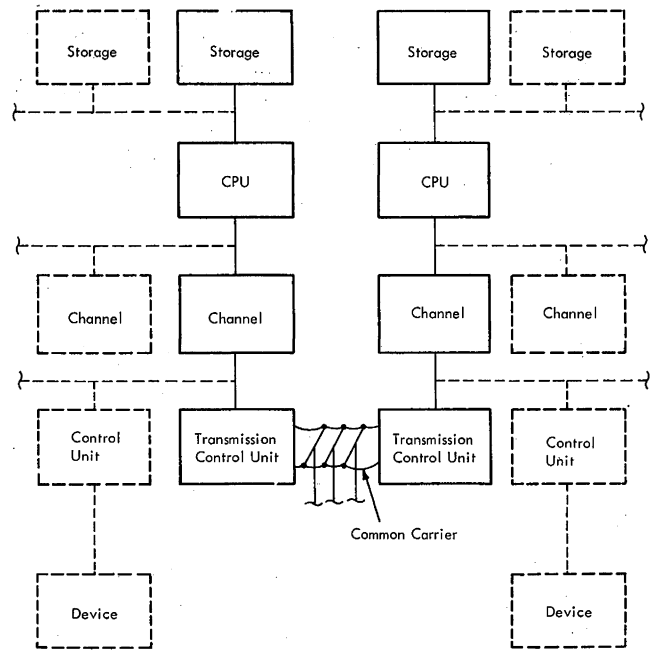 Storage
Storage
Storage
Storage
CPU
CPU
Channel
Channel
Channel
Channel
Control
Unit
Transmission
Control Unit
Transmission
Control Unit
Control
Unit
Common Carrier
Device
Device